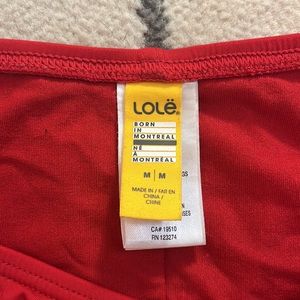 LOLË®
BORN
IN
MONTREAL
NÉ
À
MONTRÉAL
M | M
MADE IN / FAIT EN
CHINA /
CHINE
CA# 19510
RN 123274